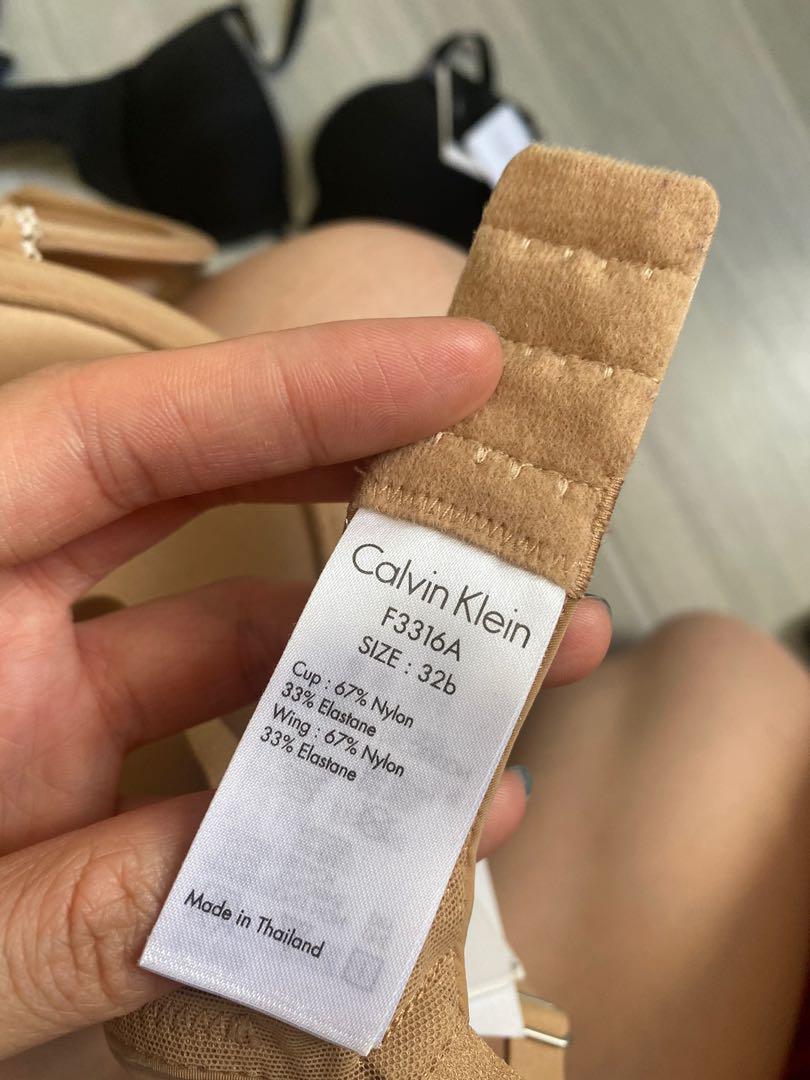 Calvin Klein
F3316A
SIZE : 32b
Cup : 67% Nylon
33% Elastane
Wing : 67% Nylon
33% Elastane
Made in Thailand